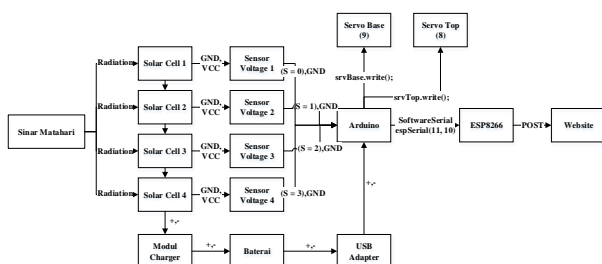 Servo Base
(9)
Servo Top
(8)
Solar Cell 1
GND,
VCC
Sensor
Voltage 1
Radiation
(S = 0),GND
srvBase.write();
srvTop.write();
Solar Cell 2
GND,
VCC
Sensor
Voltage 2
Radiation
(S = 1),GND
Sinar Matahari
Arduino
SoftwareSerial
espSerial(11, 10)
ESP8266
POST
Website
Solar Cell 3
GND,
VCC
Sensor
Voltage 3
Radiation
(S = 2),GND
Solar Cell 4
GND,
VCC
Sensor
Voltage 4
Radiation
(S = 3),GND
+,-
Modul
Charger
+,-
Baterai
+,-
USB
Adapter
+,-